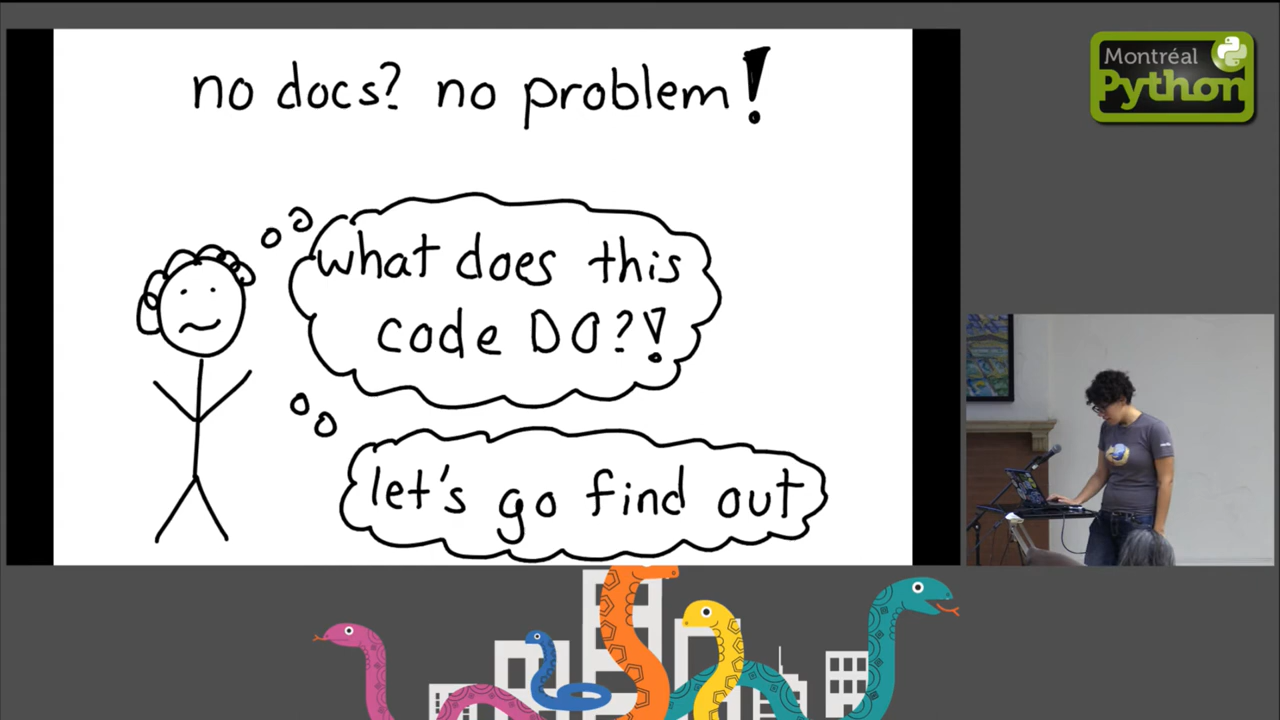 no docs? no problem!
what does this
code DO?!
let's go find out
Montréal
Python